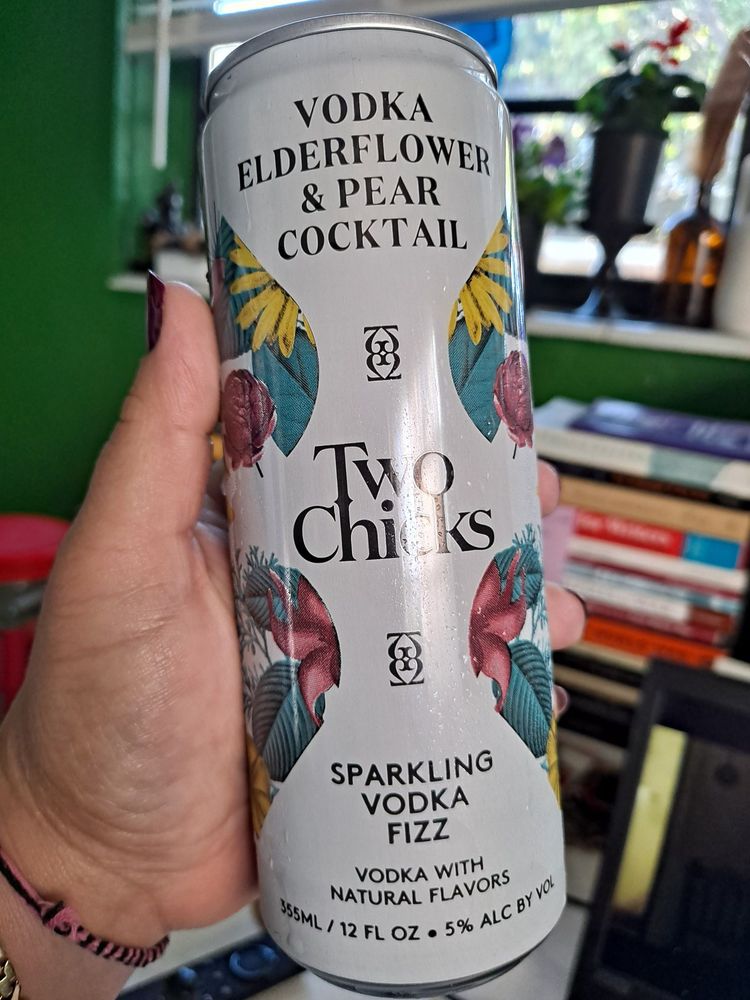 VODKA
ELDERFLOWER
& PEAR
COCKTAIL
Two
Chicks
SPARKLING
VODKA
FIZZ
VODKA WITH
NATURAL FLAVORS
355ML / 12 FL OZ • 5% ALC BY VOL